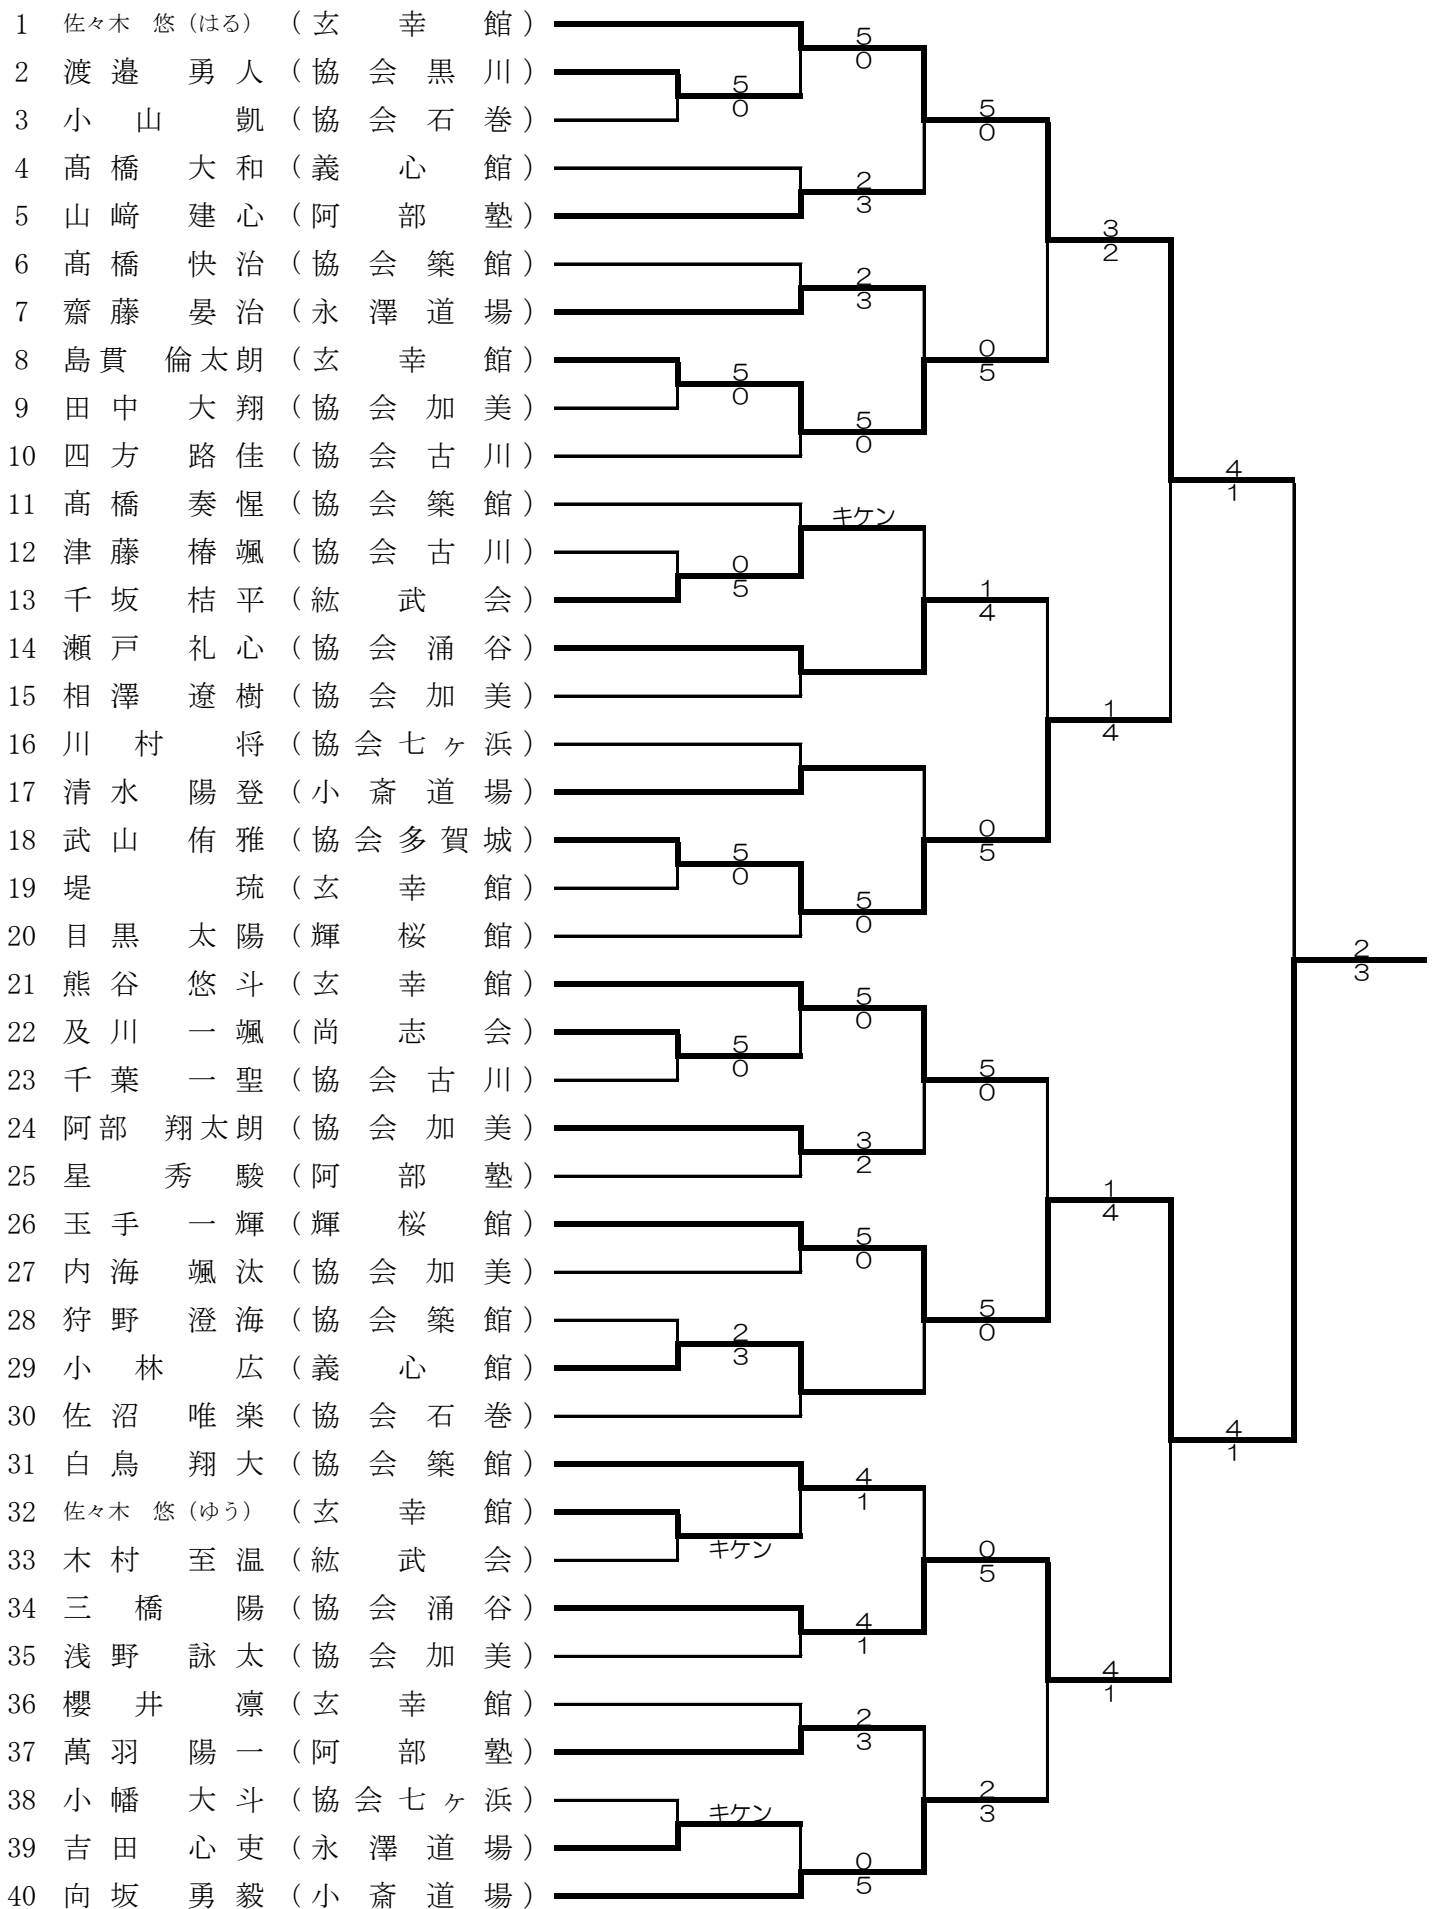 1 佐々木 悠（はる） （玄幸館）
2 渡邉 勇人 （協会黒川）
3 小山 凱 （協会石巻）
4 髙橋 大和 （義心館）
5 山﨑 建心 （阿部塾）
6 髙橋 快治 （協会築館）
7 齋藤 晏治 （永澤道場）
8 島貫 倫太朗 （玄幸館）
9 田中 大翔 （協会加美）
10 四方 路佳 （協会古川）
11 髙橋 奏惺 （協会築館）
12 津藤 椿颯 （協会古川）
13 千坂 桔平 （紘武会）
14 瀬戸 礼心 （協会涌谷）
15 相澤 遼樹 （協会加美）
16 川村 将 （協会七ヶ浜）
17 清水 陽登 （小斎道場）
18 武山 侑雅 （協会多賀城）
19 堤 琉 （玄幸館）
20 目黒 太陽 （輝桜館）
21 熊谷 悠斗 （玄幸館）
22 及川 一颯 （尚志会）
23 千葉 一聖 （協会古川）
24 阿部 翔太朗 （協会加美）
25 星 秀駿 （阿部塾）
26 玉手 一輝 （輝桜館）
27 内海 颯汰 （協会加美）
28 狩野 澄海 （協会築館）
29 小林 広 （義心館）
30 佐沼 唯楽 （協会石巻）
31 白鳥 翔大 （協会築館）
32 佐々木 悠（ゆう） （玄幸館）
33 木村 至温 （紘武会）
34 三橋 陽 （協会涌谷）
35 浅野 詠太 （協会加美）
36 櫻井 凛 （玄幸館）
37 萬羽 陽一 （阿部塾）
38 小幡 大斗 （協会七ヶ浜）
39 吉田 心吏 （永澤道場）
40 向坂 勇毅 （小斎道場）
5
0
5
0
0
5
5
0
5
0
2
3
キケン
キケン
5
0
2
3
2
3
5
0
キケン
5
0
5
0
3
2
5
0
4
1
4
1
2
3
0
5
5
0
0
5
1
4
0
5
5
0
5
0
0
5
2
3
3
2
1
4
1
4
4
1
4
1
4
1
2
3